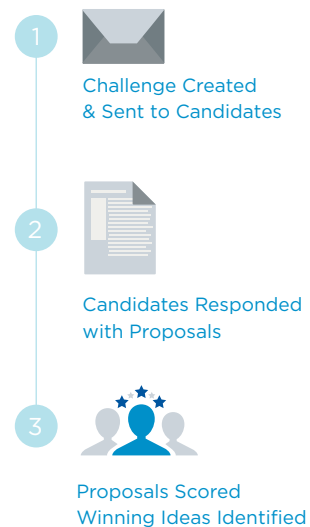 1
Challenge Created
& Sent to Candidates
2
Candidates Responded
with Proposals
3
Proposals Scored
Winning Ideas Identified